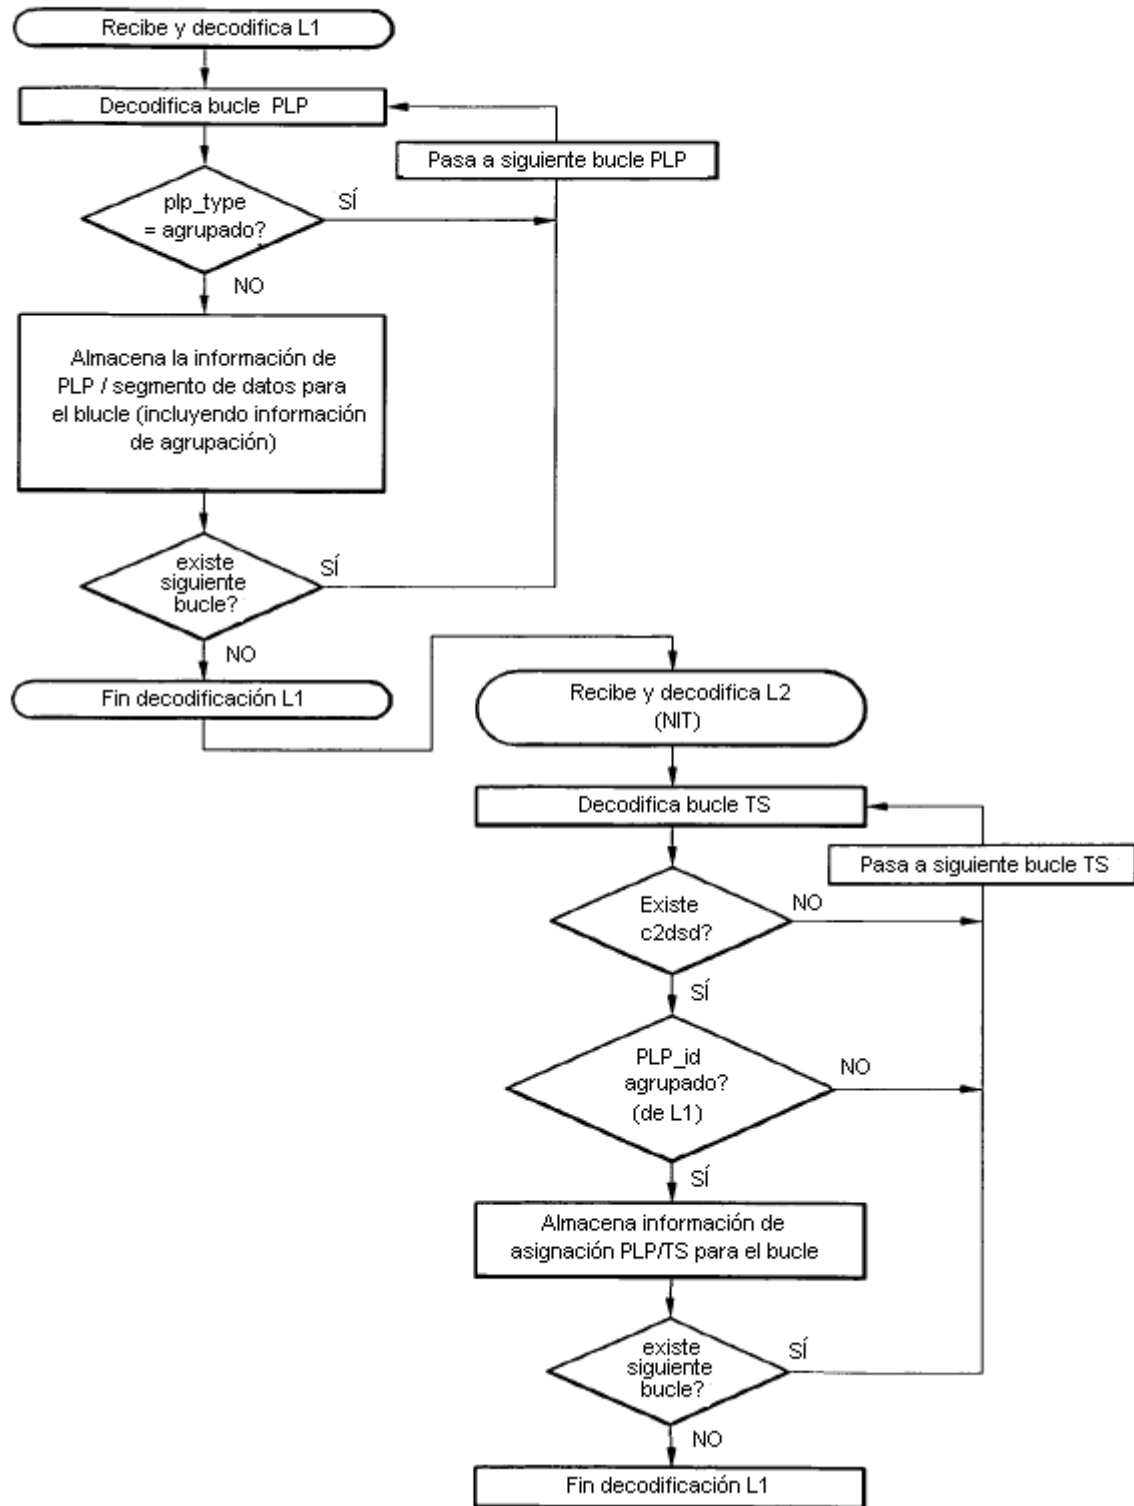 Recibe y decodifica L1
Decodifica bucle PLP
Pasa a siguiente bucle PLP
plp_type
= agrupado?
SÍ
NO
Almacena la información de
PLP / segmento de datos para
el blucle (incluyendo información
de agrupación)
existe
siguiente
bucle?
SÍ
NO
Fin decodificación L1
Recibe y decodifica L2
(NIT)
Decodifica bucle TS
Pasa a siguiente bucle TS
Existe
c2dsd?
NO
SÍ
PLP_id
agrupado?
(de L1)
NO
SÍ
Almacena información de
asignación PLP/TS para el bucle
existe
siguiente
bucle?
SÍ
NO
Fin decodificación L1